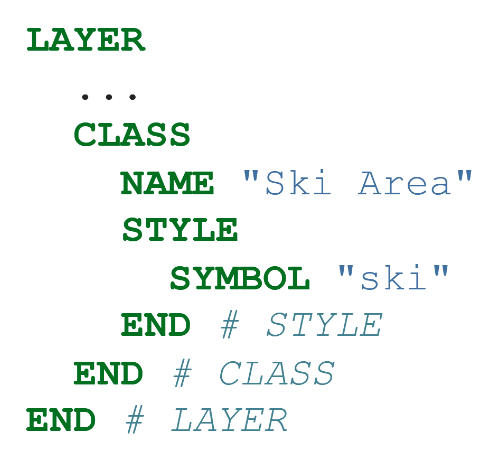 LAYER
  ...
  CLASS
    NAME "Ski Area"
    STYLE
      SYMBOL "ski"
    END # STYLE
  END # CLASS
END # LAYER